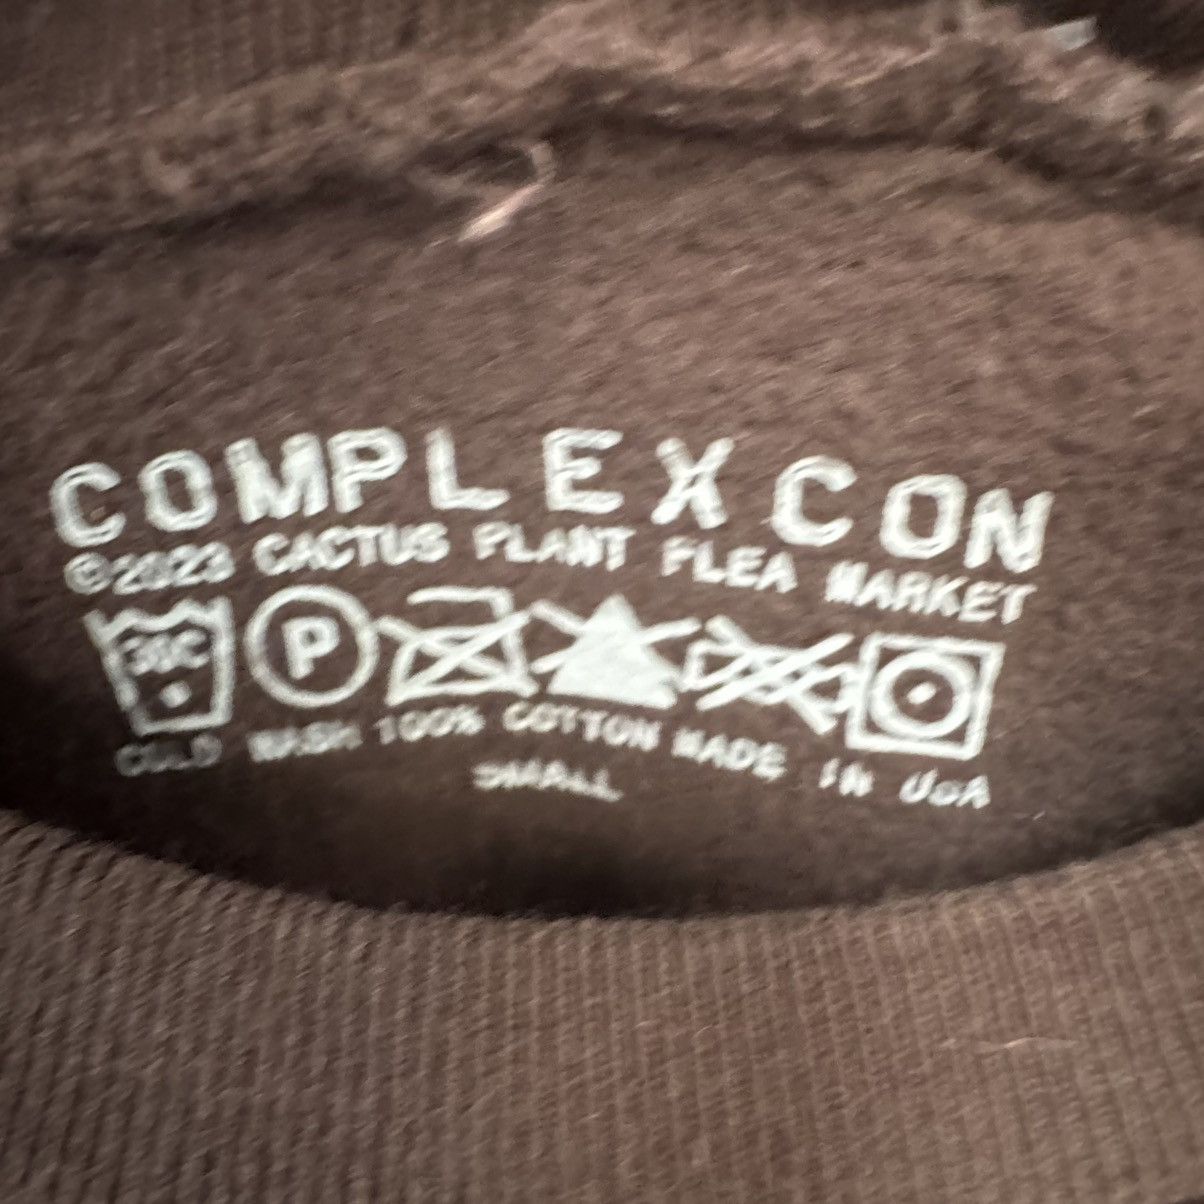 COMPLEXCON
©2023 CACTUS PLANT FLEA MARKET
30C P
COLD WASH 100% COTTON MADE IN USA
SMALL